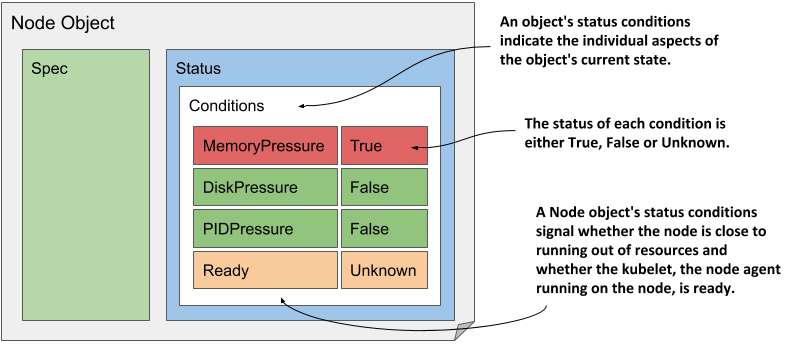 Node Object
Spec
Status
Conditions
MemoryPressure True
DiskPressure False
PIDPressure False
Ready Unknown
An object's status conditions
indicate the individual aspects of
the object's current state.
The status of each condition is
either True, False or Unknown.
A Node object's status conditions
signal whether the node is close to
running out of resources and
whether the kubelet, the node agent
running on the node, is ready.